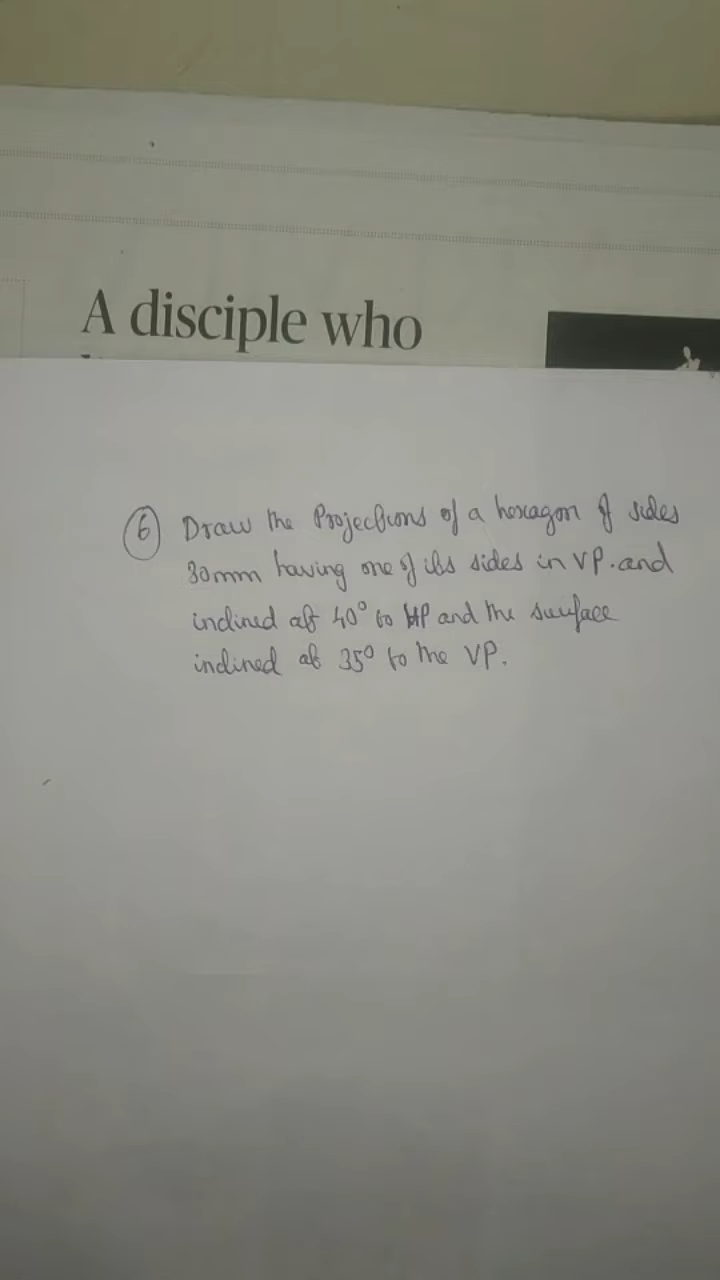 A disciple who
6 Draw the Projections of a hexagon of sides
30mm having one of its sides in VP. and
inclined at 40° to HP and the surface
inclined at 35° to the VP.